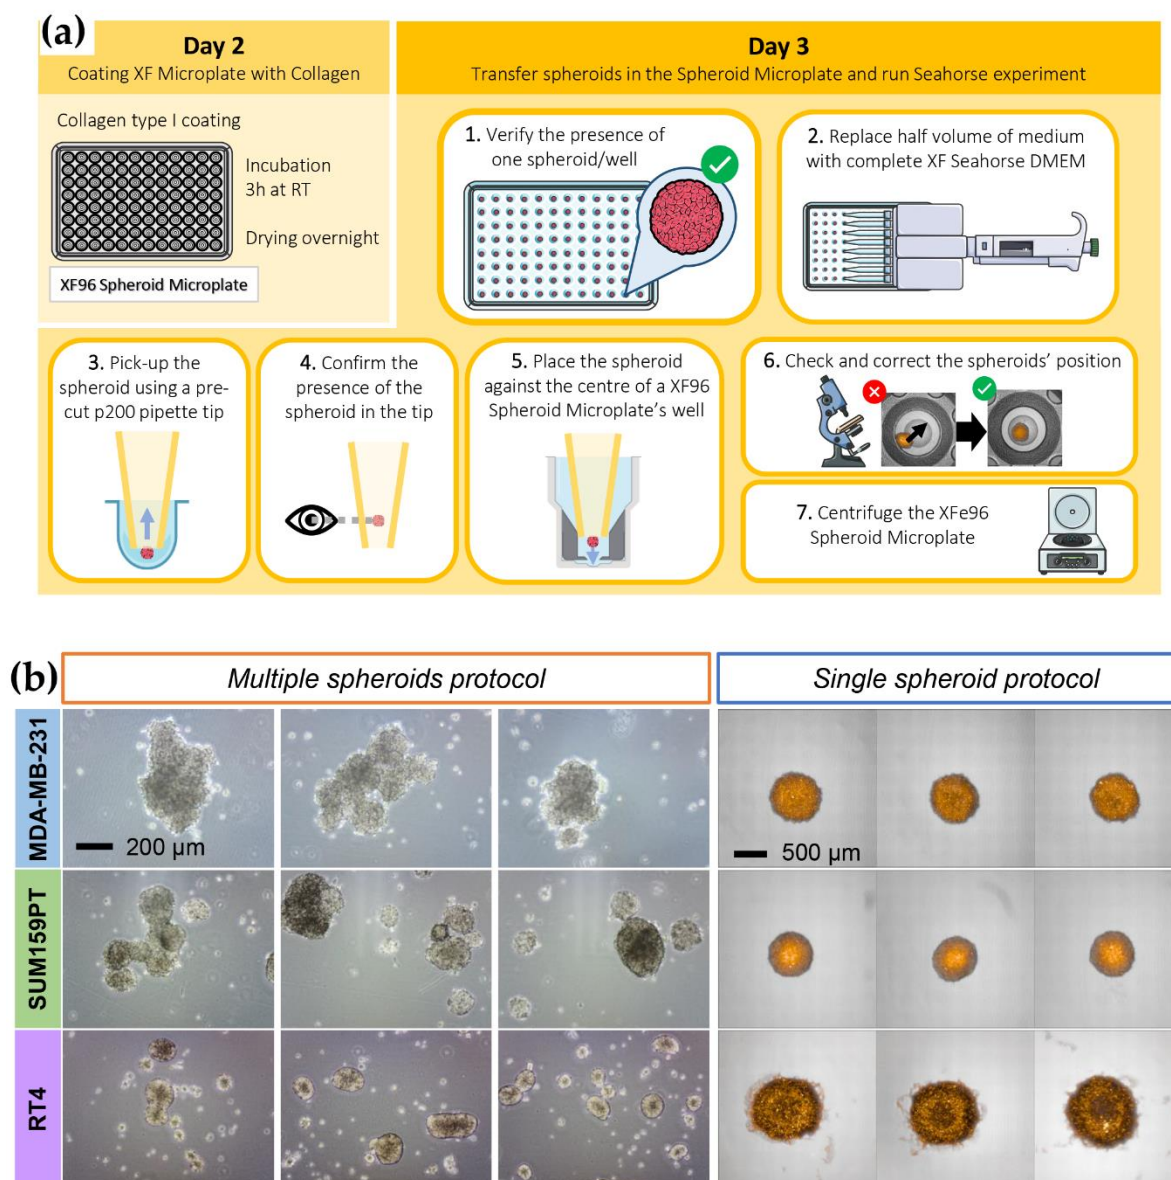 (a)
Day 2
Coating XF Microplate with Collagen
Day 3
Transfer spheroids in the Spheroid Microplate and run Seahorse experiment
Collagen type I coating
Incubation
3h at RT
Drying overnight
XF96 Spheroid Microplate
1. Verify the presence of
one spheroid/well
2. Replace half volume of medium
with complete XF Seahorse DMEM
3. Pick-up the
spheroid using a pre-
cut p200 pipette tip
4. Confirm the
presence of the
spheroid in the tip
5. Place the spheroid
against the centre of a XF96
Spheroid Microplate's well
6. Check and correct the spheroids' position
7. Centrifuge the XFe96
Spheroid Microplate
(b)
Multiple spheroids protocol
Single spheroid protocol
MDA-MB-231
200 µm
500 µm
SUM159PT
RT4